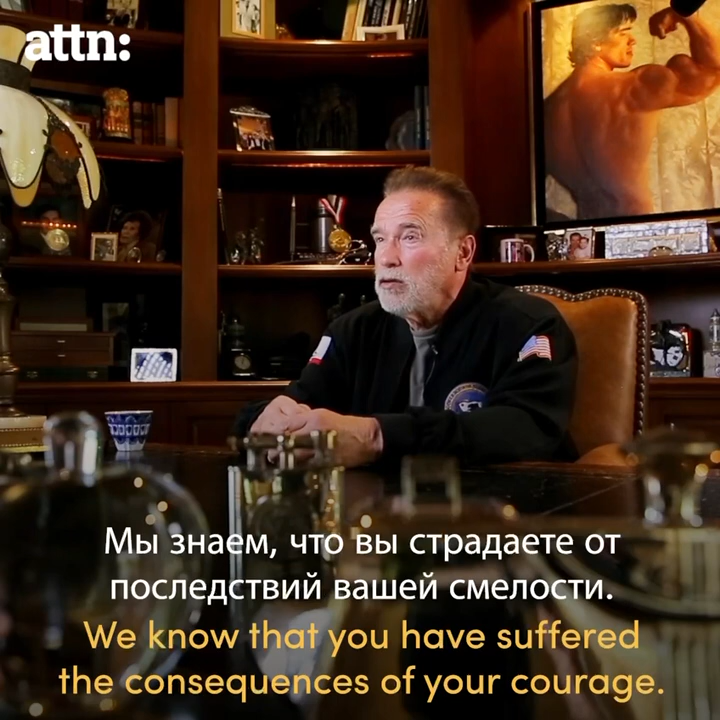 attn:
Мы знаем, что вы страдаете от
последствий вашей смелости.
We know that you have suffered
the consequences of your courage.